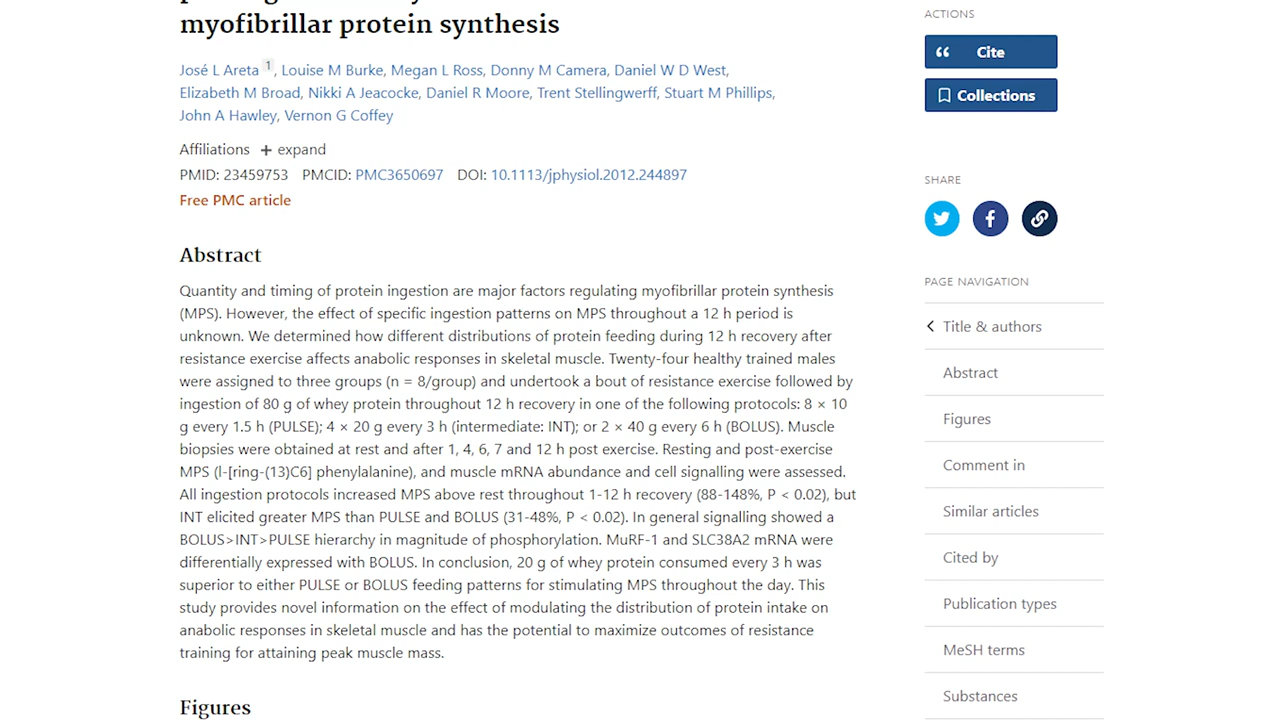 myofibrillar protein synthesis
José L Areta 1, Louise M Burke, Megan L Ross, Donny M Camera, Daniel W D West,
Elizabeth M Broad, Nikki A Jeacocke, Daniel R Moore, Trent Stellingwerff, Stuart M Phillips,
John A Hawley, Vernon G Coffey
Affiliations + expand
PMID: 23459753 PMCID: PMC3650697 DOI: 10.1113/jphysiol.2012.244897
Free PMC article
Abstract
Quantity and timing of protein ingestion are major factors regulating myofibrillar protein synthesis
(MPS). However, the effect of specific ingestion patterns on MPS throughout a 12 h period is
unknown. We determined how different distributions of protein feeding during 12 h recovery after
resistance exercise affects anabolic responses in skeletal muscle. Twenty-four healthy trained males
were assigned to three groups (n = 8/group) and undertook a bout of resistance exercise followed by
ingestion of 80 g of whey protein throughout 12 h recovery in one of the following protocols: 8 × 10
g every 1.5 h (PULSE); 4 × 20 g every 3 h (intermediate: INT); or 2 × 40 g every 6 h (BOLUS). Muscle
biopsies were obtained at rest and after 1, 4, 6, 7 and 12 h post exercise. Resting and post-exercise
MPS (l-[ring-(13)C6] phenylalanine), and muscle mRNA abundance and cell signalling were assessed.
All ingestion protocols increased MPS above rest throughout 1-12 h recovery (88-148%, P < 0.02), but
INT elicited greater MPS than PULSE and BOLUS (31-48%, P < 0.02). In general signalling showed a
BOLUS>INT>PULSE hierarchy in magnitude of phosphorylation. MuRF-1 and SLC38A2 mRNA were
differentially expressed with BOLUS. In conclusion, 20 g of whey protein consumed every 3 h was
superior to either PULSE or BOLUS feeding patterns for stimulating MPS throughout the day. This
study provides novel information on the effect of modulating the distribution of protein intake on
anabolic responses in skeletal muscle and has the potential to maximize outcomes of resistance
training for attaining peak muscle mass.
Figures
ACTIONS
Cite
Collections
SHARE
PAGE NAVIGATION
Title & authors
Abstract
Figures
Comment in
Similar articles
Cited by
Publication types
MeSH terms
Substances